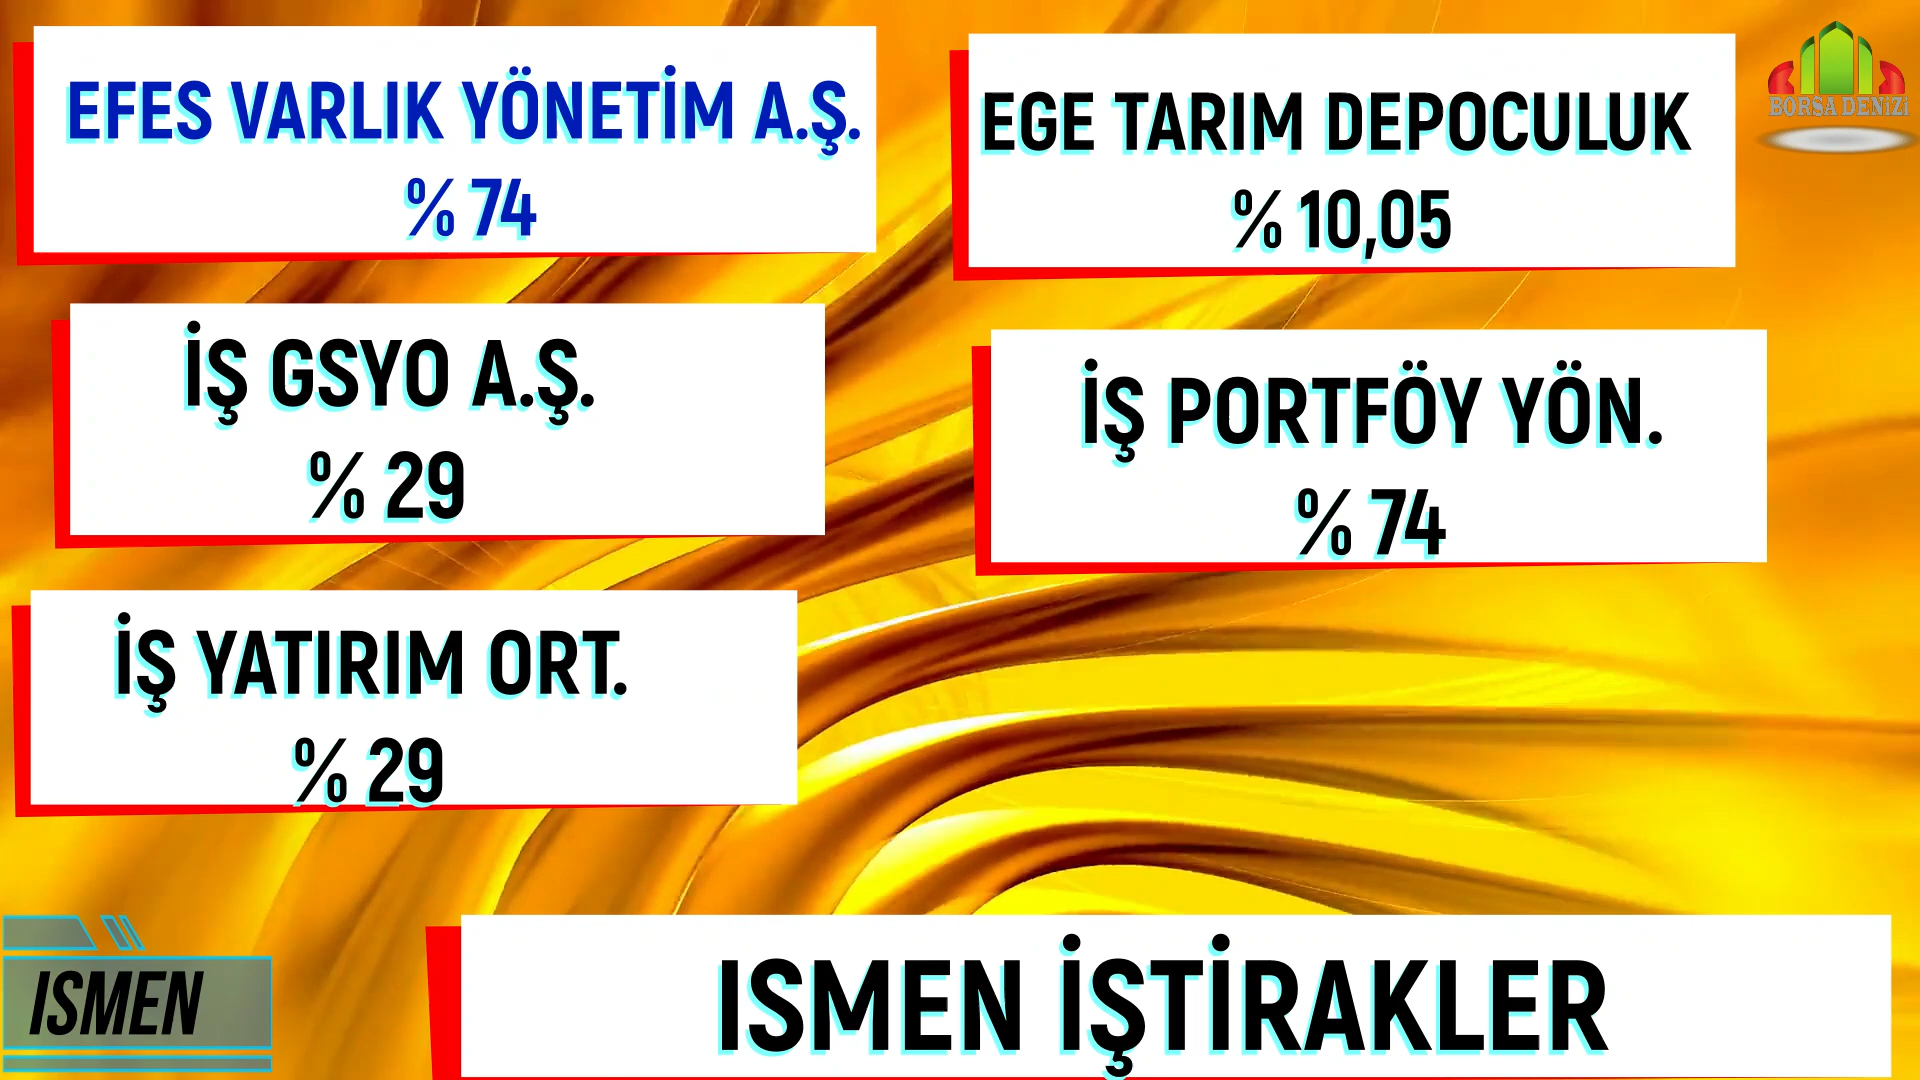 EFES VARLIK YÖNETİM A.Ş.
% 74
EGE TARIM DEPOCULUK
% 10,05
BORSA DENİZİ
İŞ GSYO A.Ş.
% 29
İŞ PORTFÖY YÖN.
% 74
İŞ YATIRIM ORT.
% 29
ISMEN
ISMEN İŞTİRAKLER